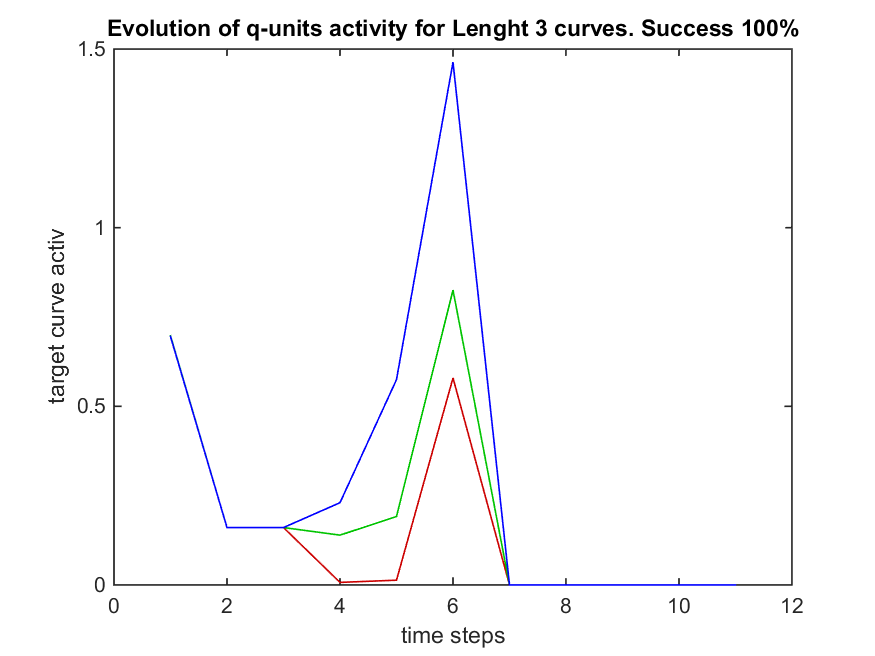 Evolution of q-units activity for Lenght 3 curves. Success 100%
1.5
1
0.5
0
target curve activ
0 2 4 6 8 10 12
time steps